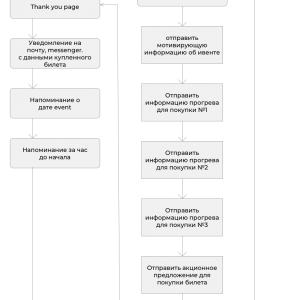 Thank you page
Уведомление на
почту, messenger.
с данными купленного
билета
Напоминание о
дате event
Напоминание за час
до начала
отправить
мотивирующую
информацию об ивенте
Отправить
информацию прогрева
для покупки №1
Отправить
информацию прогрева
для покупки №2
Отправить
информацию прогрева
для покупки №3
Отправить акционное
предложение для
покупки билета